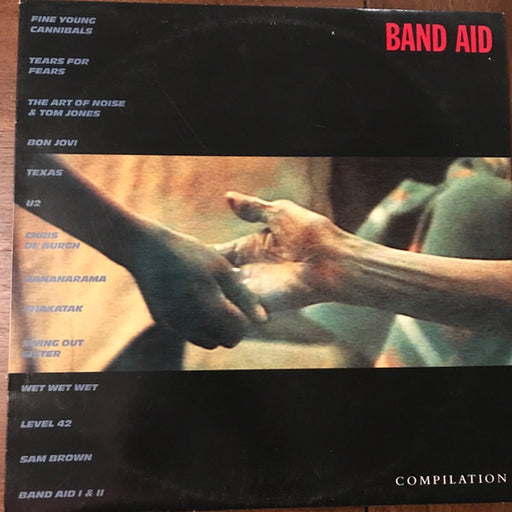 FINE YOUNG
CANNIBALS
BAND AID
TEARS FOR
FEARS
THE ART OF NOISE
& TOM JONES
BON JOVI
TEXAS
U2
CHRIS
DE BURGH
BANANARAMA
SHAKATAK
SWING OUT
SISTER
WET WET WET
LEVEL 42
SAM BROWN
BAND AID I & II
COMPILATION